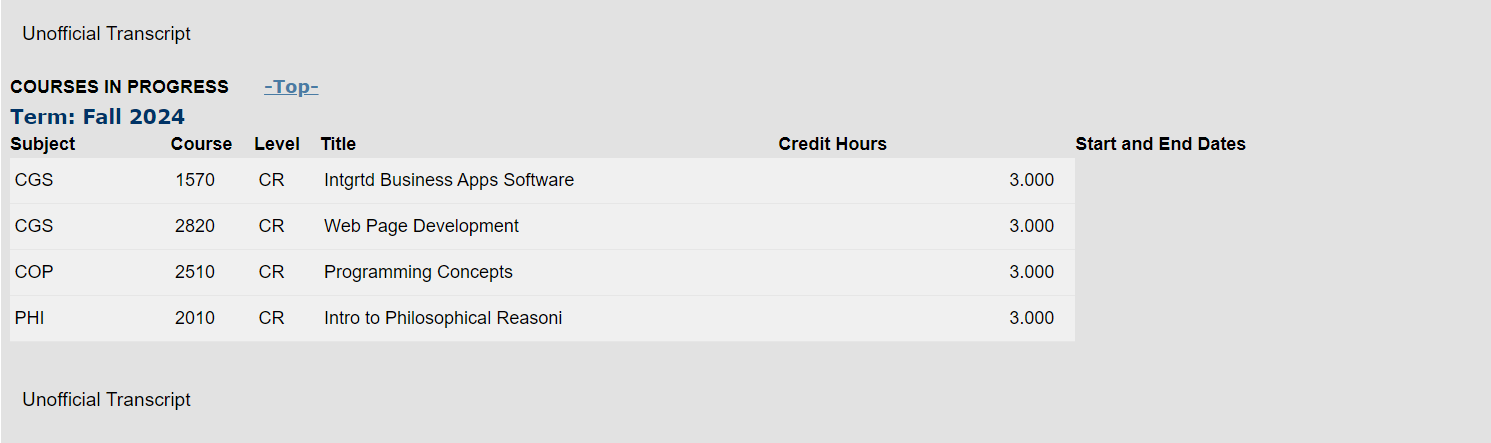 Unofficial Transcript
COURSES IN PROGRESS -Top-
Term: Fall 2024
Subject Course Level Title Credit Hours Start and End Dates
CGS 1570 CR Intgrtd Business Apps Software 3.000
CGS 2820 CR Web Page Development 3.000
COP 2510 CR Programming Concepts 3.000
PHI 2010 CR Intro to Philosophical Reasoni 3.000
Unofficial Transcript